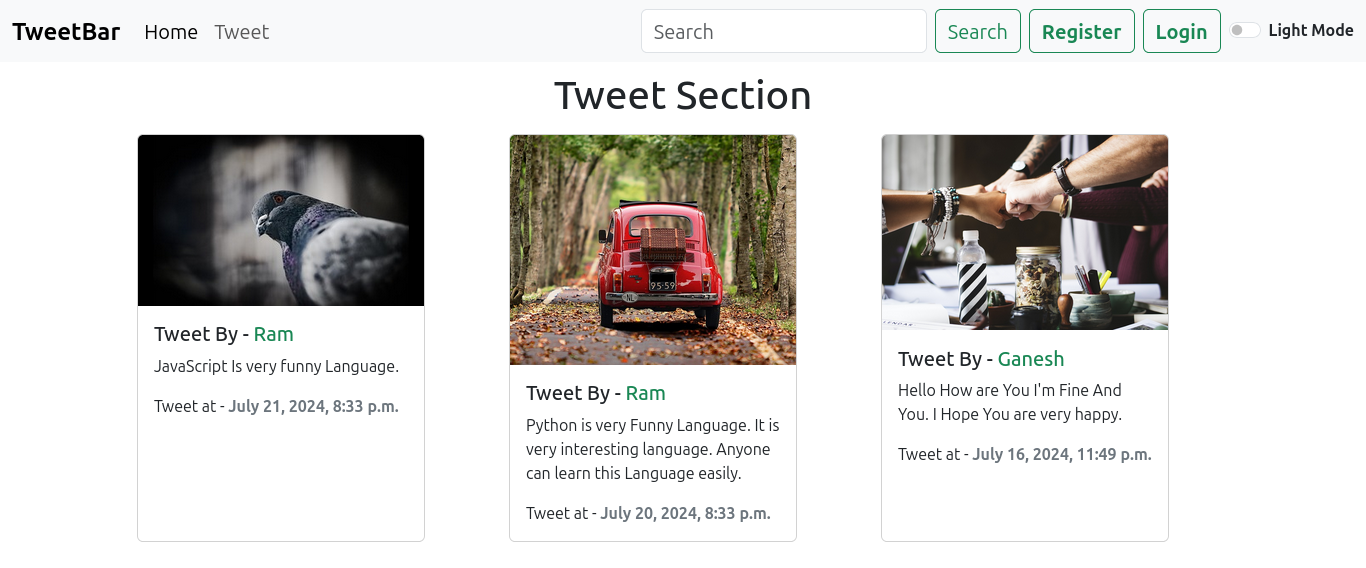 TweetBar Home Tweet Search Search Register Login Light Mode
Tweet Section
Tweet By - Ram
JavaScript Is very funny Language.
Tweet at - July 21, 2024, 8:33 p.m.
95-59
NL
Tweet By - Ram
Python is very Funny Language. It is
very interesting language. Anyone
can learn this Language easily.
Tweet at - July 20, 2024, 8:33 p.m.
Tweet By - Ganesh
Hello How are You I'm Fine And
You. I Hope You are very happy.
Tweet at - July 16, 2024, 11:49 p.m.